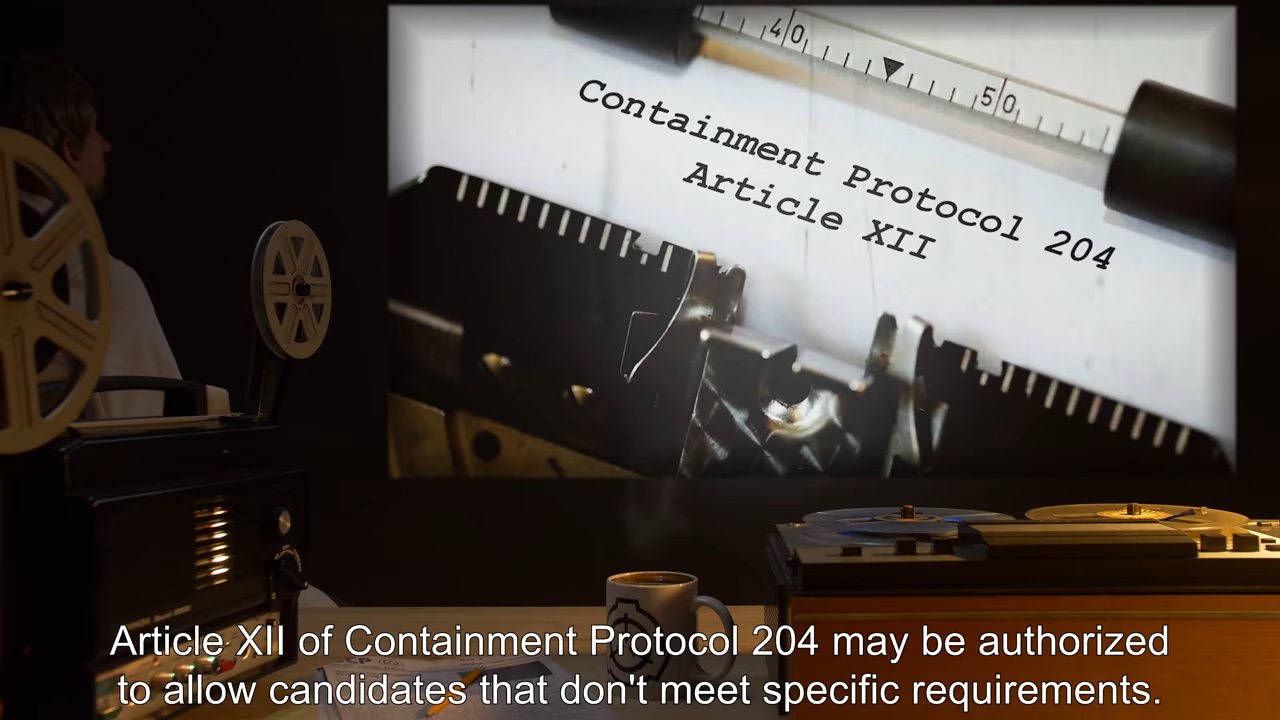 40
50
Containment Protocol 204
Article XII
CP
Article XII of Containment Protocol 204 may be authorized
to allow candidates that don't meet specific requirements.